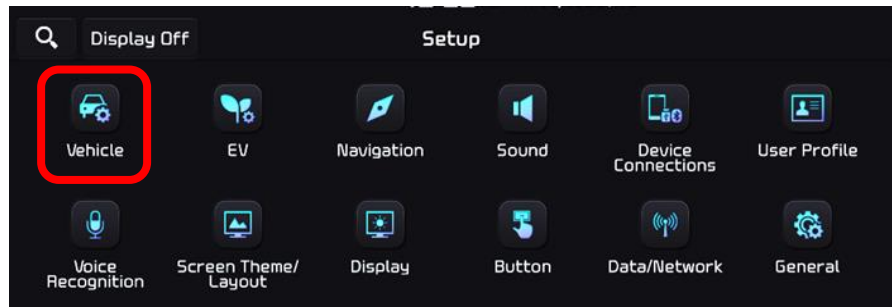 Display Off
Setup
Vehicle
EV
Navigation
Sound
Device
Connections
User Profile
Voice
Recognition
Screen Theme/
Layout
Display
Button
Data/Network
General